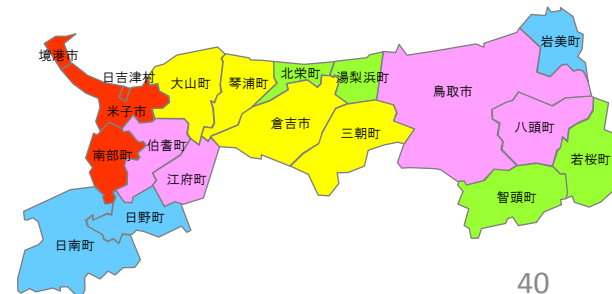 境港市
日吉津村
米子市
大山町
琴浦町
北栄町
湯梨浜町
鳥取市
岩美町
南部町
伯耆町
倉吉市
三朝町
八頭町
若桜町
江府町
智頭町
日野町
日南町
40